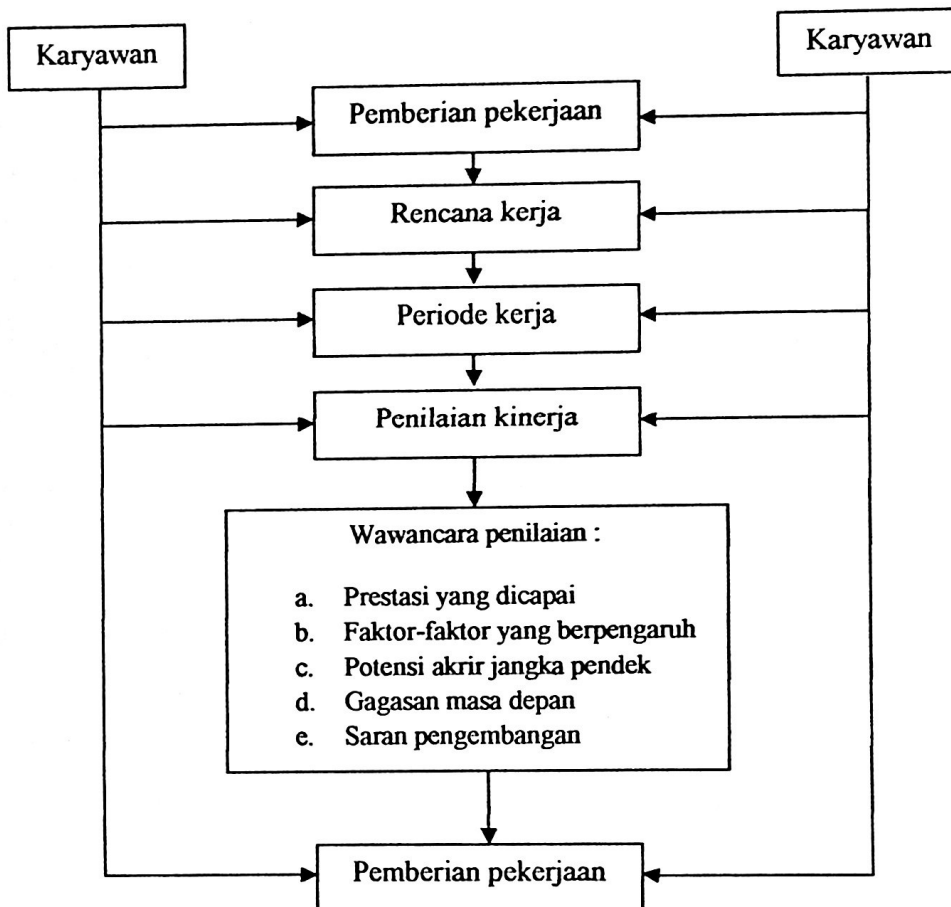 Karyawan
Karyawan
Pemberian pekerjaan
Rencana kerja
Periode kerja
Penilaian kinerja
Wawancara penilaian :
a. Prestasi yang dicapai
b. Faktor-faktor yang berpengaruh
c. Potensi akrir jangka pendek
d. Gagasan masa depan
e. Saran pengembangan
Pemberian pekerjaan